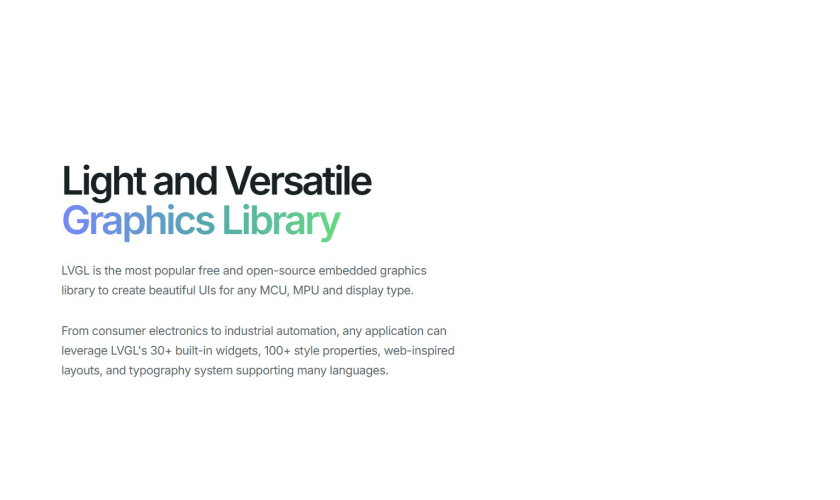 Light and Versatile
Graphics Library
LVGL is the most popular free and open-source embedded graphics
library to create beautiful UIs for any MCU, MPU and display type.
From consumer electronics to industrial automation, any application can
leverage LVGL's 30+ built-in widgets, 100+ style properties, web-inspired
layouts, and typography system supporting many languages.